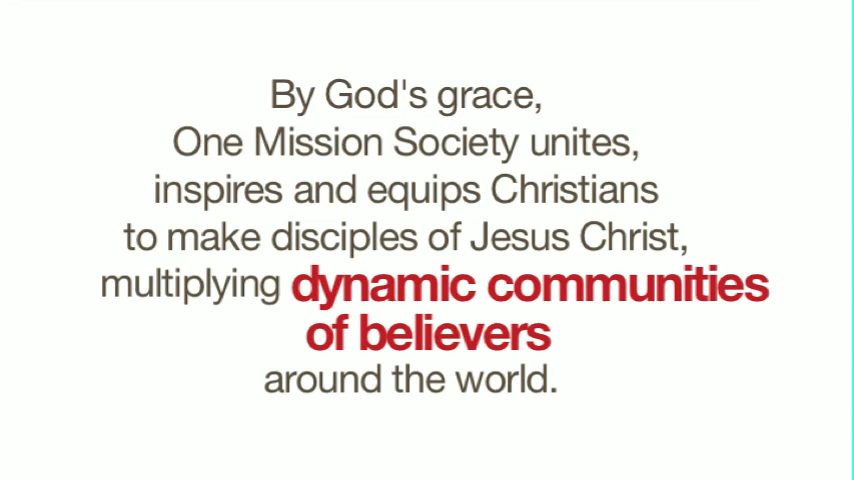 By God's grace,
One Mission Society unites,
inspires and equips Christians
to make disciples of Jesus Christ,
multiplying dynamic communities
of believers
around the world.